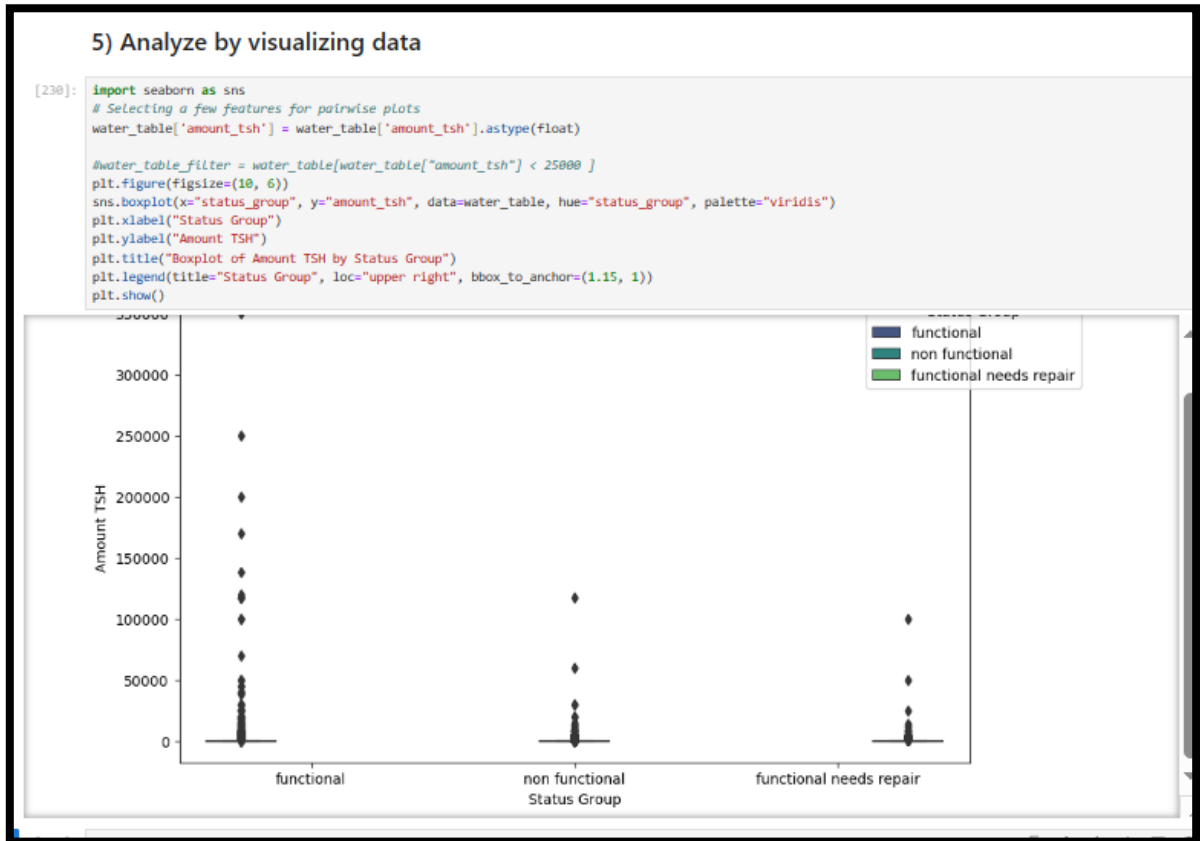 5) Analyze by visualizing data
[230]:
import seaborn as sns
# Selecting a few features for pairwise plots
water_table['amount_tsh'] = water_table['amount_tsh'].astype(float)
#water_table_filter = water_table[water_table["amount_tsh"] < 25000 ]
plt.figure(figsize=(10, 6))
sns.boxplot(x="status_group", y="amount_tsh", data=water_table, hue="status_group", palette="viridis")
plt.xlabel("Status Group")
plt.ylabel("Amount TSH")
plt.title("Boxplot of Amount TSH by Status Group")
plt.legend(title="Status Group", loc="upper right", bbox_to_anchor=(1.15, 1))
plt.show()
350000
Status Group
functional
non functional
functional needs repair
300000
250000
200000
150000
100000
50000
0
Amount TSH
functional
non functional
functional needs repair
Status Group